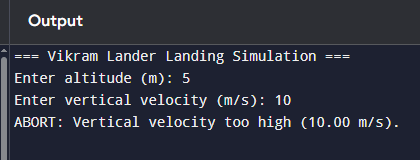 Output
=== Vikram Lander Landing Simulation ===
Enter altitude (m): 5
Enter vertical velocity (m/s): 10
ABORT: Vertical velocity too high (10.00 m/s).